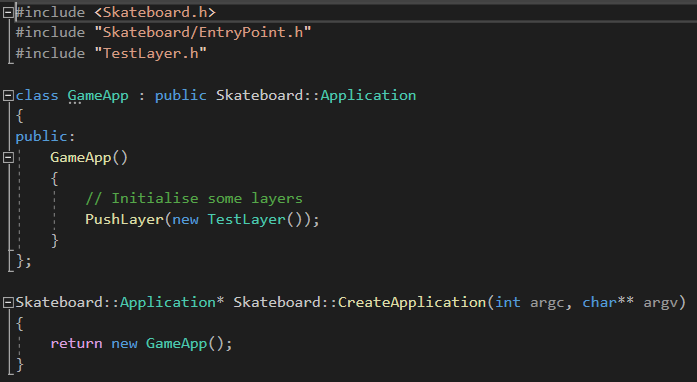 #include <Skateboard.h>
#include "Skateboard/EntryPoint.h"
#include "TestLayer.h"
class GameApp : public Skateboard::Application
{
public:
GameApp()
{
// Initialise some layers
PushLayer(new TestLayer());
}
};
Skateboard::Application* Skateboard::CreateApplication(int argc, char** argv)
{
return new GameApp();
}